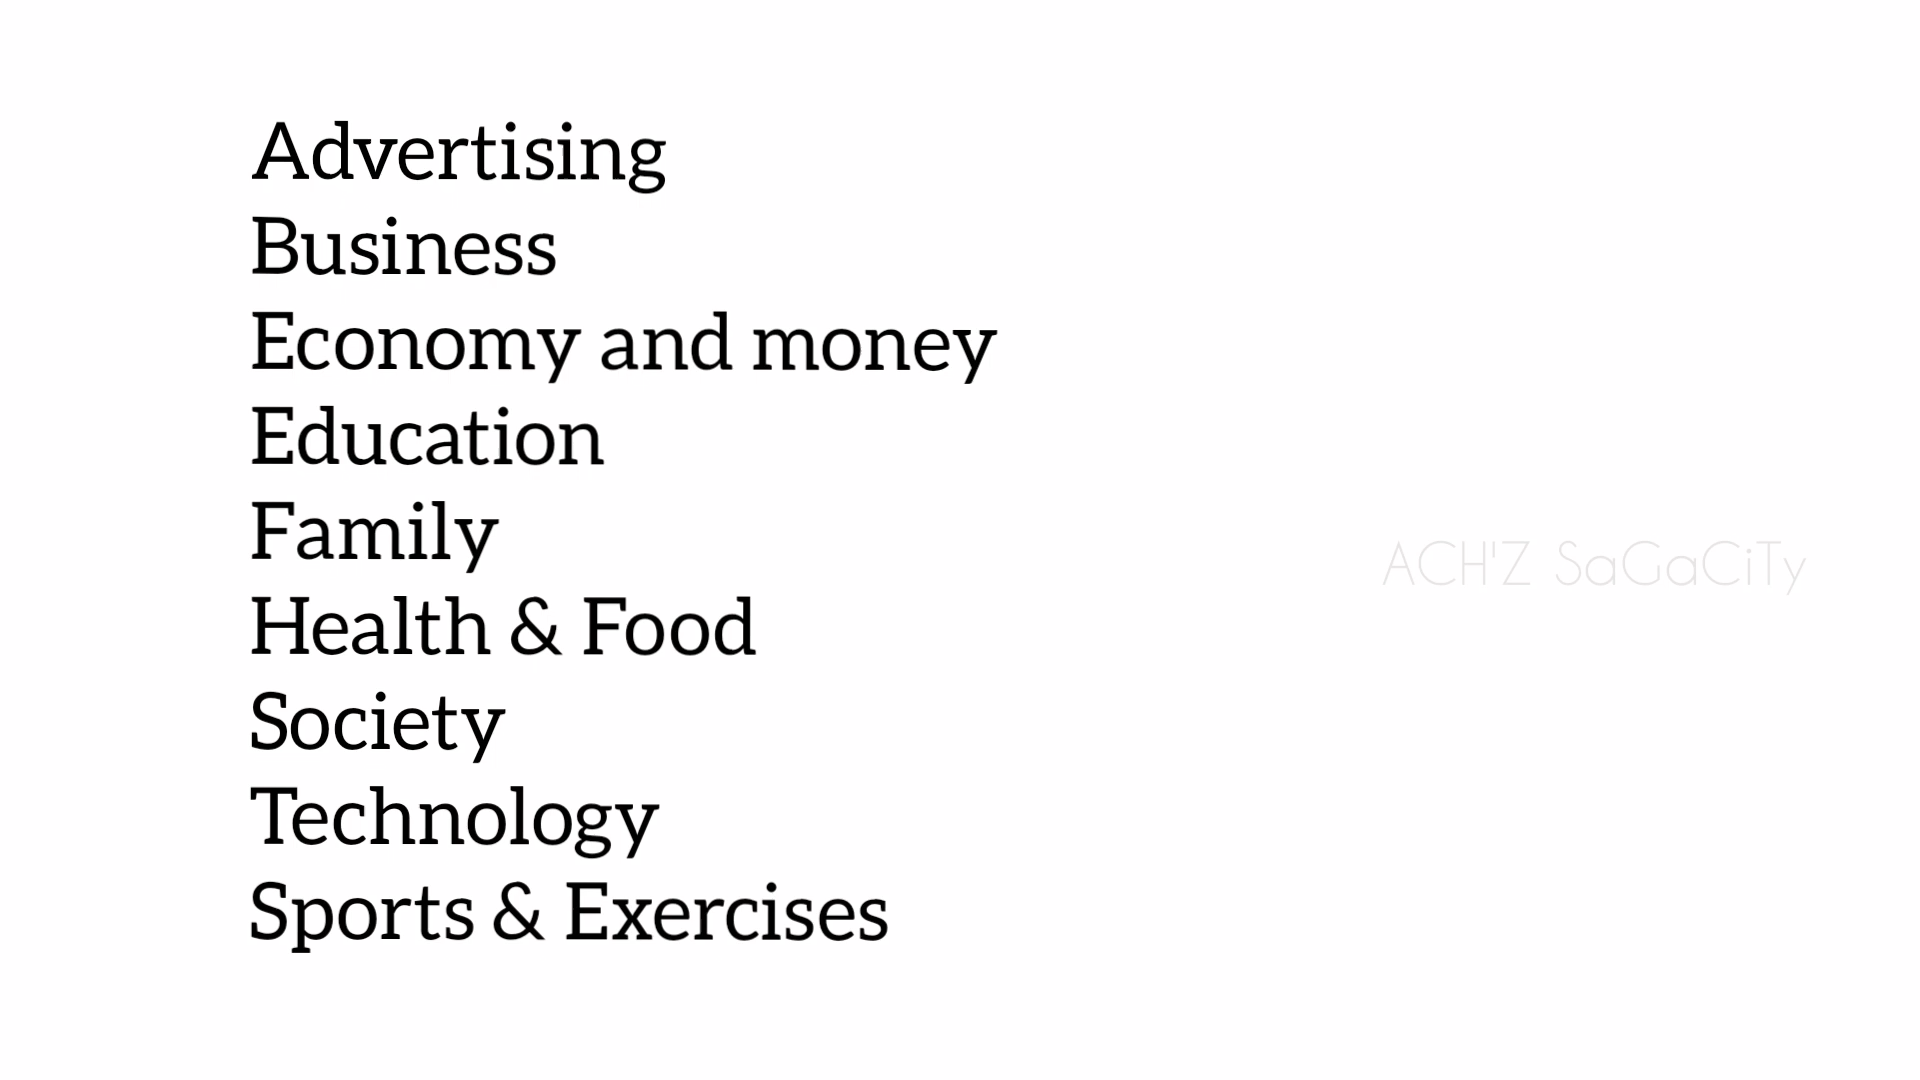 Advertising
Business
Economy and money
Education
Family
Health & Food
Society
Technology
Sports & Exercises
ACH'Z SaGaCiTy